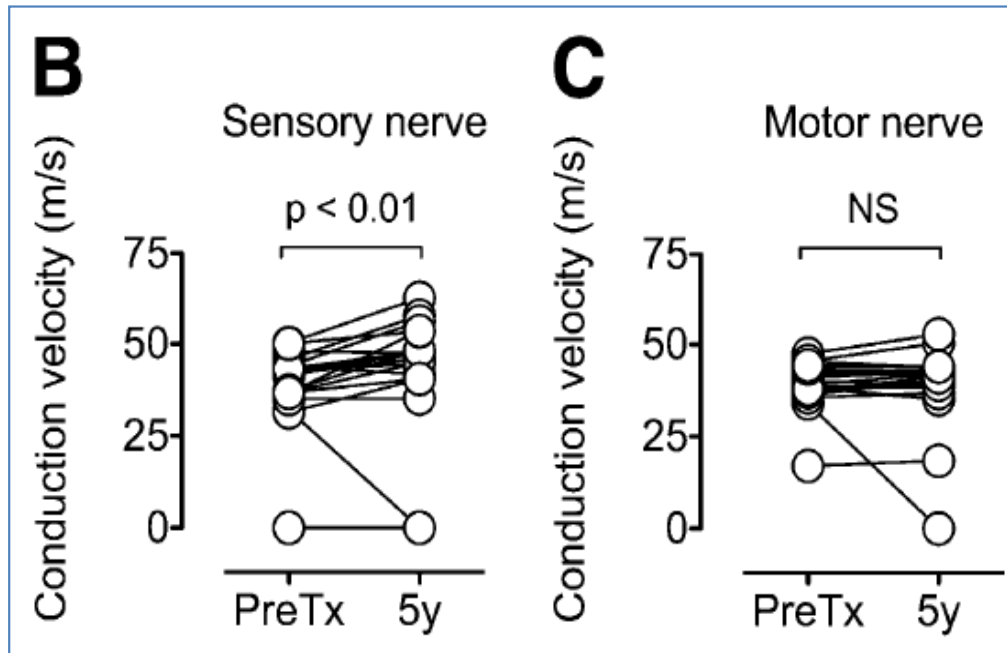 B
Sensory nerve
p < 0.01
Conduction velocity (m/s)
75
50
25
0
PreTx 5y
C
Motor nerve
NS
Conduction velocity (m/s)
75
50
25
0
PreTx 5y